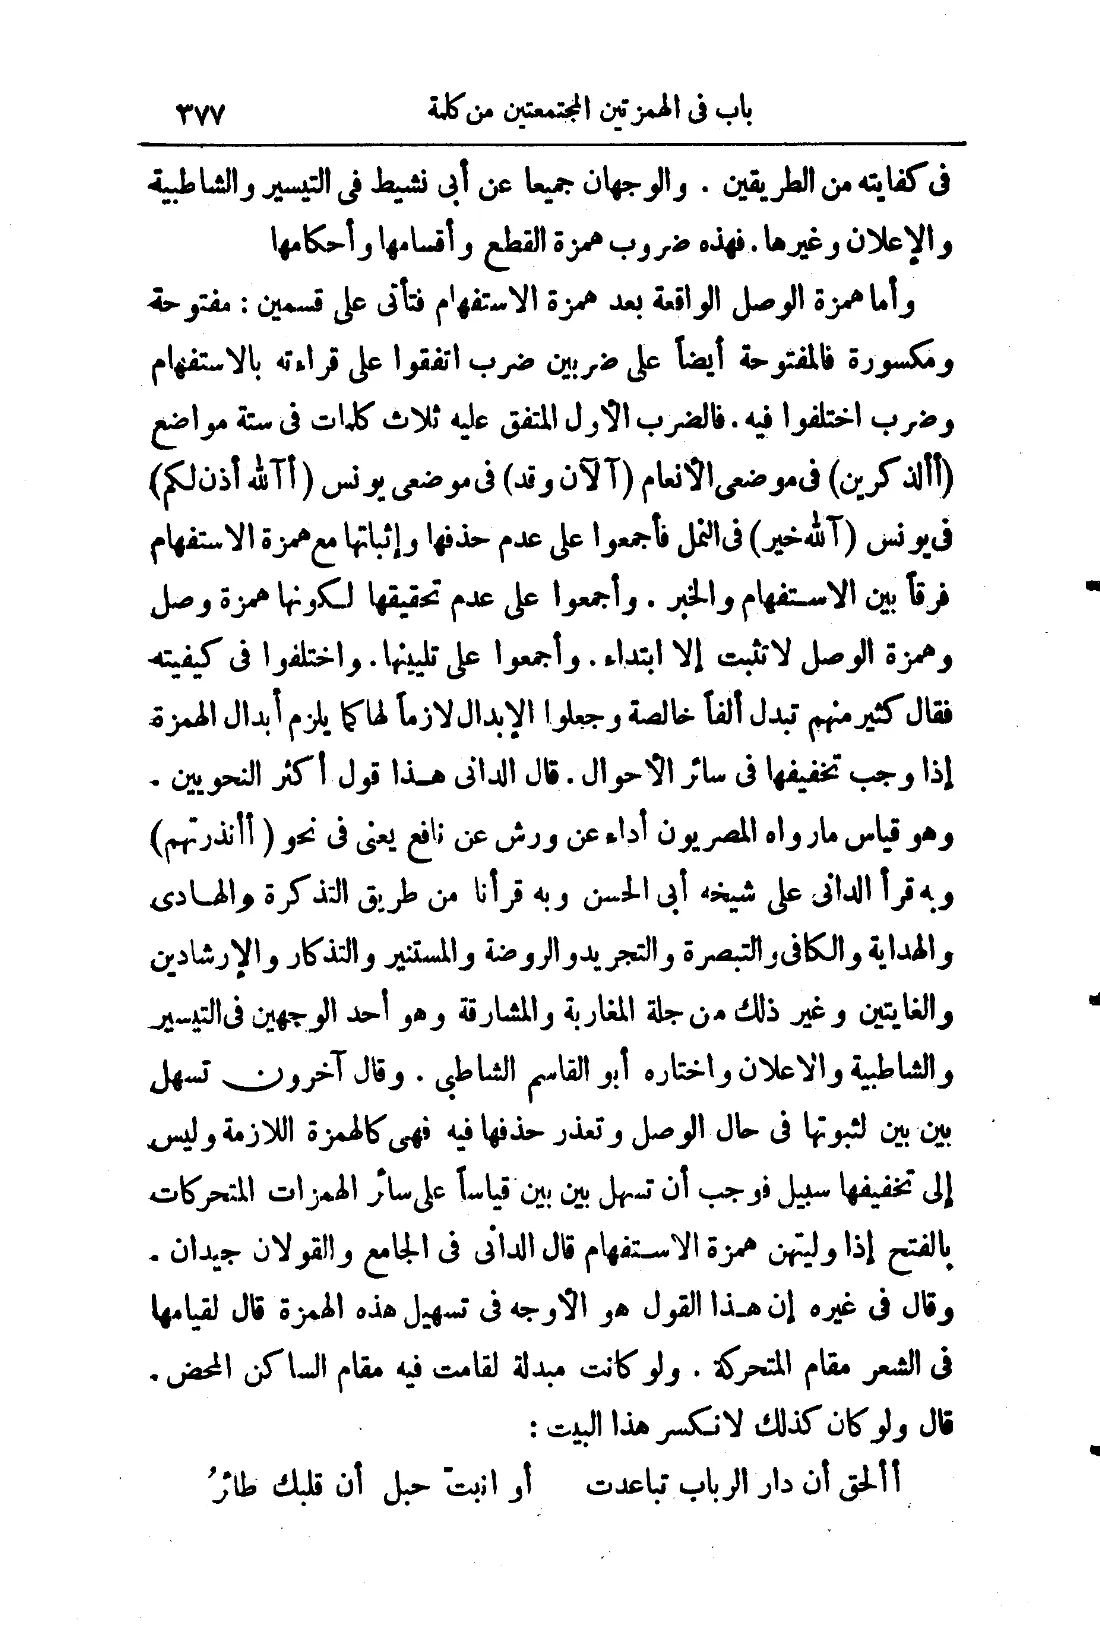 باب فى الهمزتين المجتمعتين من كلمة ٣٧٧
فى كفايته من الطريقين . والوجهان جميعا عن أبى نشيط فى التيسير والشاطبية
والإعلان وغيرها . فهذه ضروب همزة القطع وأقسامها وأحكامها
وأما همزة الوصل الواقعة بعد همزة الاستفهام فتأتى على قسمين : مفتوحة
ومكسورة فالمفتوحة أيضاً على ضربين ضرب اتفقوا على قراءته بالاستفهام
وضرب اختلفوا فيه . فالضرب الأول المتفق عليه ثلاث كلمات فى ستة مواضع
(أألذكرين) فى موضعى الأنعام (آلآن وقد) فى موضعى يونس (أآلله أذن لكم)
فى يونس (آلله خير) فى النمل فأجمعوا على عدم حذفها وإثباتها مع همزة الاستفهام
فرقاً بين الاستفهام والخبر . وأجمعوا على عدم تحقيقها لكونها همزة وصل
وهمزة الوصل لا تثبت إلا ابتداء . وأجمعوا على تليينها . واختلفوا فى كيفيته
فقال كثير منهم تبدل ألفاً خالصة وجعلوا الإبدال لازماً لها كما يلزم أبدال الهمزة
إذا وجب تخفيفها فى سائر الأحوال . قال الدانى هذا قول أكثر النحويين .
وهو قياس مارواه المصريون أداء عن ورش عن نافع يعنى فى نحو (أأنذرتهم)
وبه قرأ الدانى على شيخه أبى الحسن وبه قرأنا من طريق التذكرة والهادى
والهداية والكافى والتبصرة والتجريد والروضة والمستنير والتذكار والإرشادين
والغايتين وغير ذلك من جلة المغاربة والمشارقة وهو أحد الوجهين فى التيسير
والشاطبية والاعلان واختاره أبو القاسم الشاطبي . وقال آخرون تسهل
بين بين لثبوتها فى حال الوصل وتعذر حذفها فيه فهى كالهمزة اللازمة وليس
إلى تخفيفها سبيل فوجب أن تسهل بين بين قياساً على سائر الهمزات المتحركات
بالفتح إذا وليتهن همزة الاستفهام قال الدانى فى الجامع والقولان جيدان .
وقال فى غيره إن هذا القول هو الأوجه فى تسهيل هذه الهمزة قال لقيامها
فى الشعر مقام المتحركة . ولو كانت مبدلة لقامت فيه مقام الساكن المحض .
قال ولو كان كذلك لانكسر هذا البيت :
أألحق أن دار الرباب تباعدت أو انبتّ حبل أن قلبك طائرُ